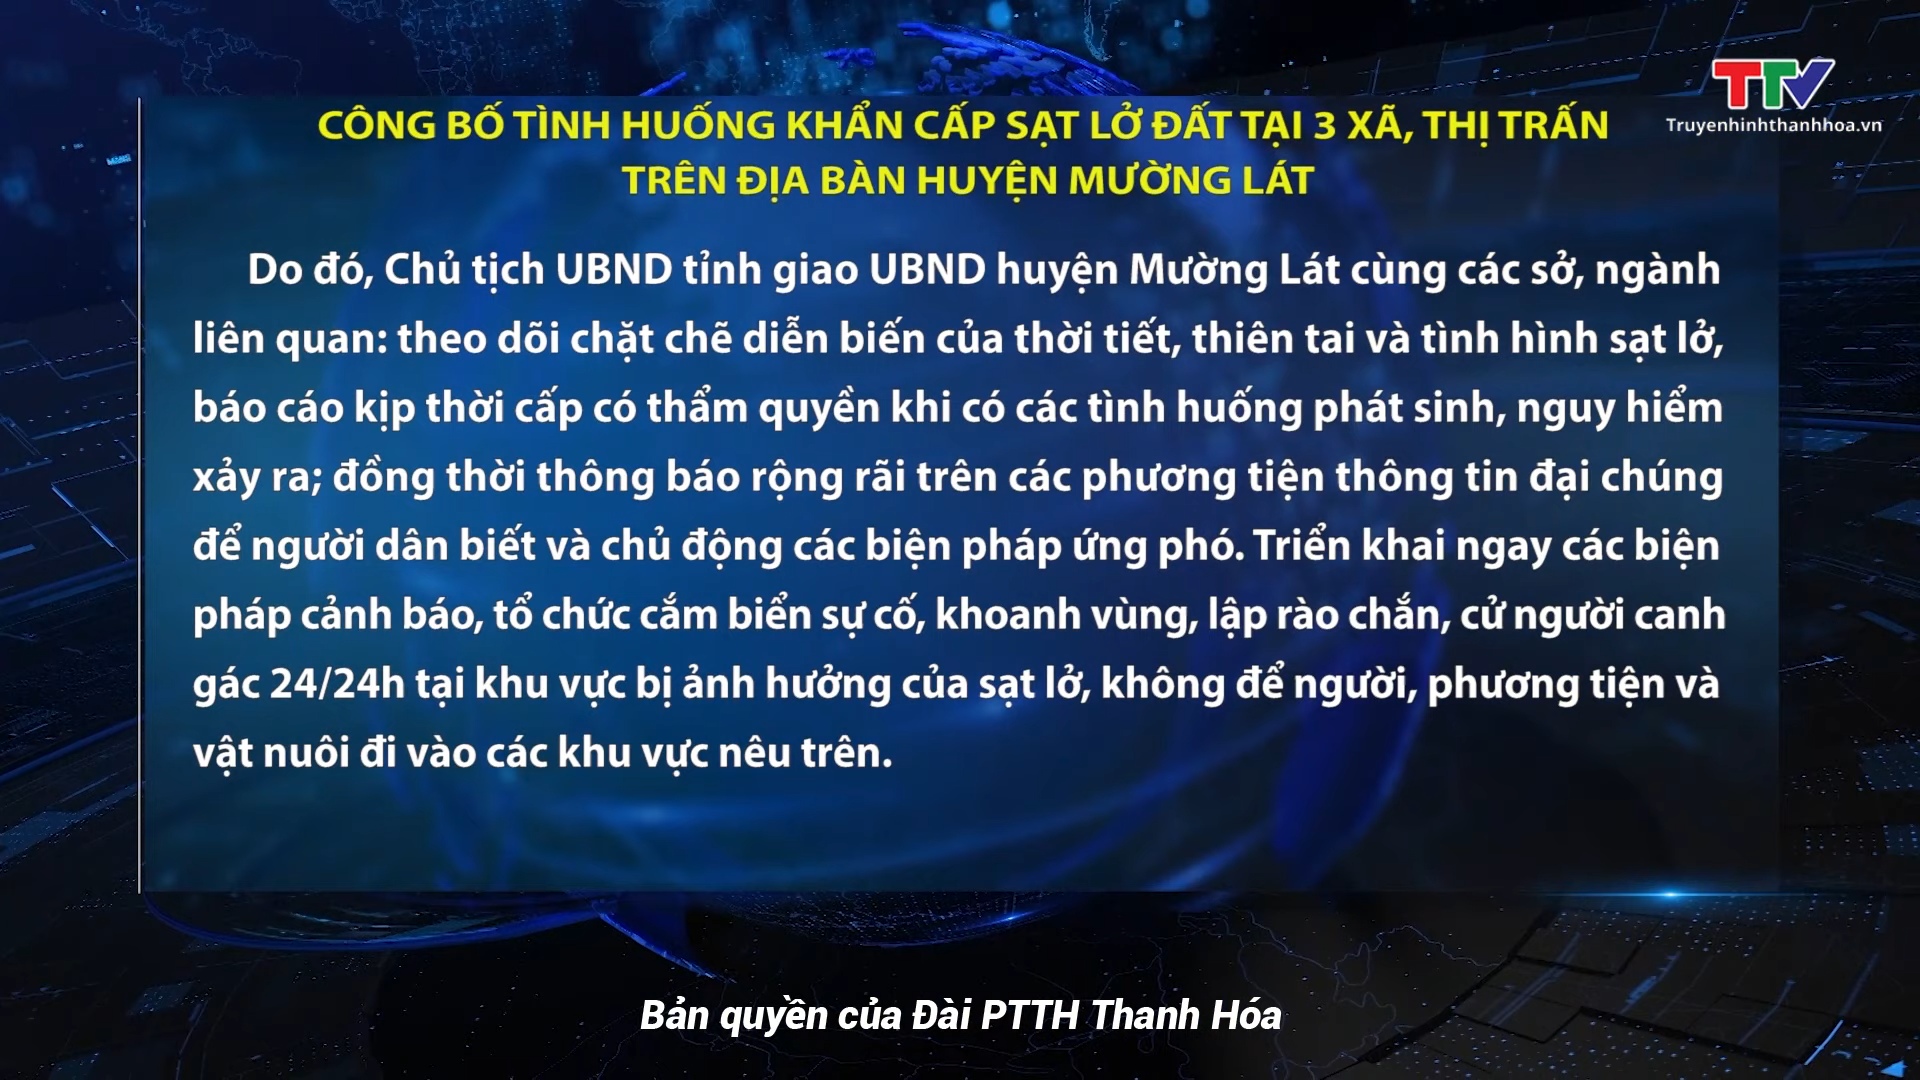 TTV
Truyenhinhthanhhoa.vn
CÔNG BỐ TÌNH HUỐNG KHẨN CẤP SẠT LỞ ĐẤT TẠI 3 XÃ, THỊ TRẤN
TRÊN ĐỊA BÀN HUYỆN MƯỜNG LÁT
Do đó, Chủ tịch UBND tỉnh giao UBND huyện Mường Lát cùng các sở, ngành
liên quan: theo dõi chặt chẽ diễn biến của thời tiết, thiên tai và tình hình sạt lở,
báo cáo kịp thời cấp có thẩm quyền khi có các tình huống phát sinh, nguy hiểm
xảy ra; đồng thời thông báo rộng rãi trên các phương tiện thông tin đại chúng
để người dân biết và chủ động các biện pháp ứng phó. Triển khai ngay các biện
pháp cảnh báo, tổ chức cắm biển sự cố, khoanh vùng, lập rào chắn, cử người canh
gác 24/24h tại khu vực bị ảnh hưởng của sạt lở, không để người, phương tiện và
vật nuôi đi vào các khu vực nêu trên.
Bản quyền của Đài PTTH Thanh Hóa